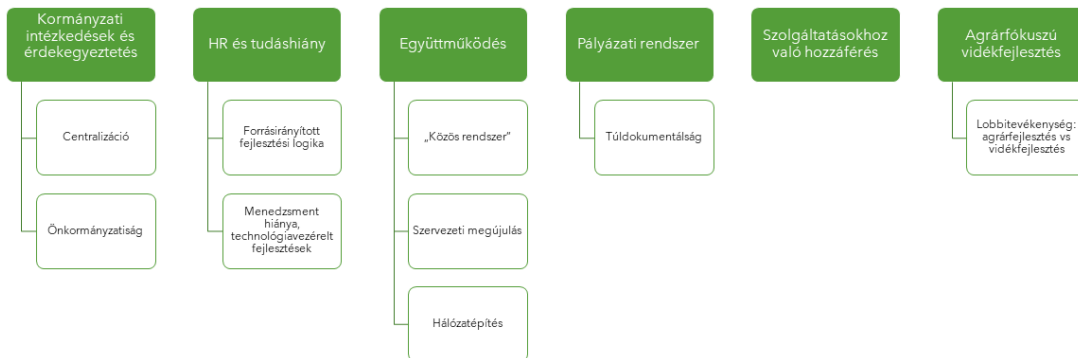 Kormányzati
intézkedések és
érdekegyeztetés
Centralizáció
Önkormányzatiság
HR és tudáshiány
Forrásirányított
fejlesztési logika
Menedzsment
hiánya,
technológiavezérelt
fejlesztések
Együttműködés
„Közös rendszer”
Szervezeti megújulás
Hálózatépítés
Pályázati rendszer
Túldokumentálság
Szolgáltatásokhoz
való hozzáférés
Agrárfókuszú
vidékfejlesztés
Lobbitevékenység:
agrárfejlesztés vs
vidékfejlesztés